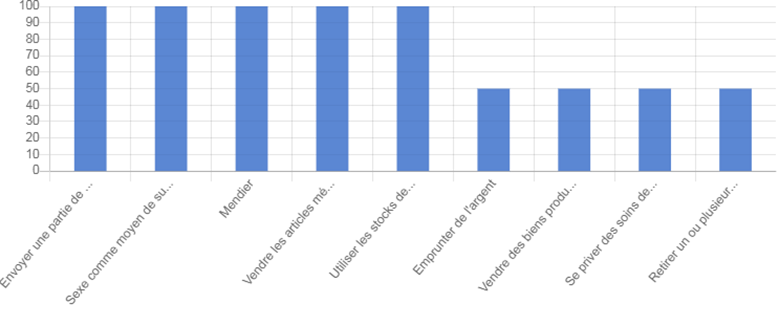 100
90
80
70
60
50
40
30
20
10
0
Envoyer une partie de ...
Sexe comme moyen de su...
Mendier
Vendre les articles mé...
Utiliser les stocks de...
Emprunter de l'argent
Vendre des biens produ...
Se priver des soins de...
Retirer un ou plusieur...